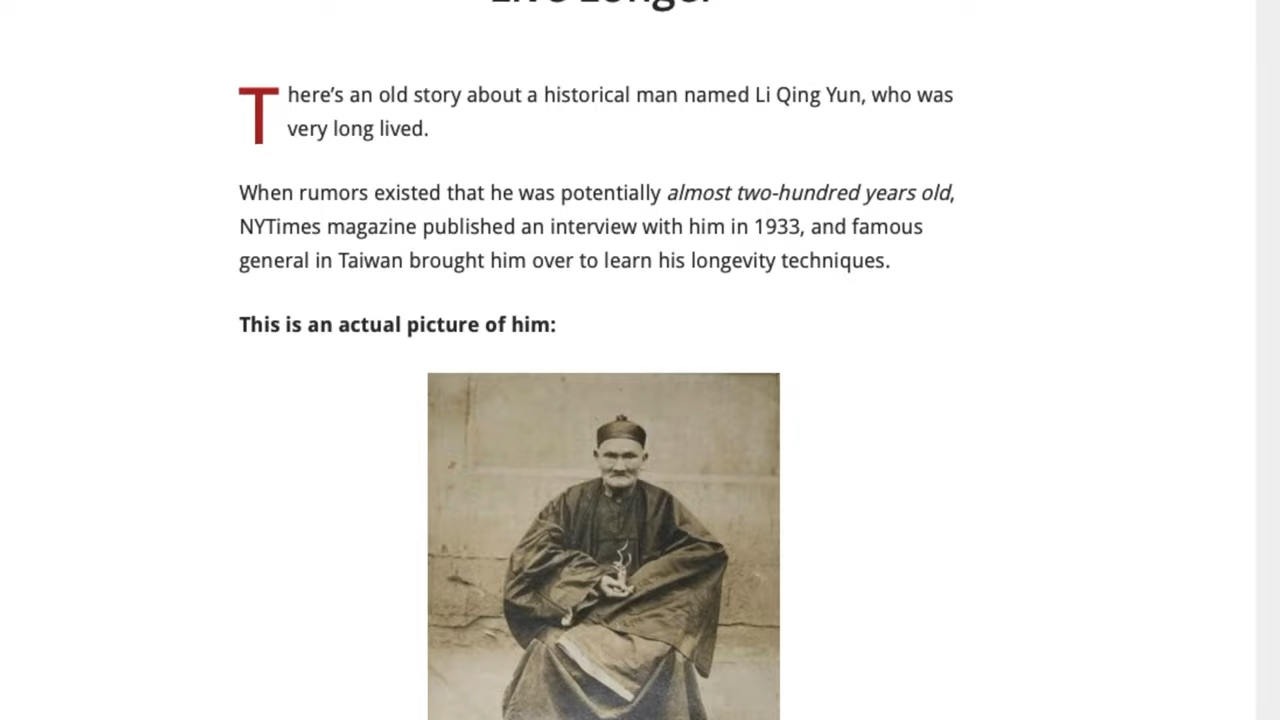 Live Longer
There's an old story about a historical man named Li Qing Yun, who was
very long lived.
When rumors existed that he was potentially almost two-hundred years old,
NYTimes magazine published an interview with him in 1933, and famous
general in Taiwan brought him over to learn his longevity techniques.
This is an actual picture of him: